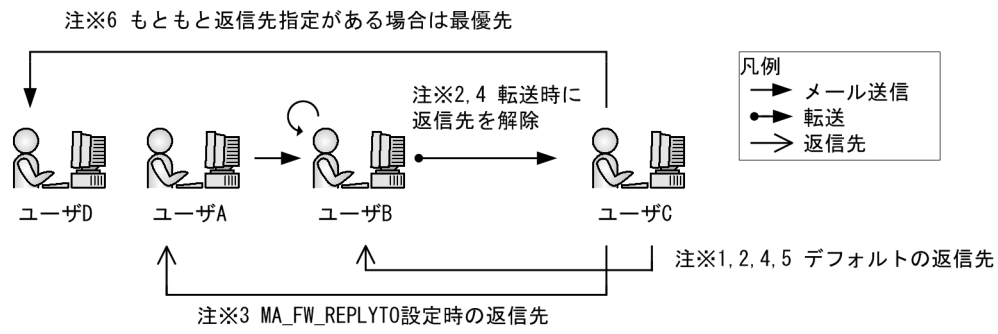 注※6 もともと返信先指定がある場合は最優先
凡例
メール送信
転送
返信先
注※2,4 転送時に
返信先を解除
ユーザD
ユーザA
ユーザB
ユーザC
注※1,2,4,5 デフォルトの返信先
注※3 MA_FW_REPLYTO設定時の返信先